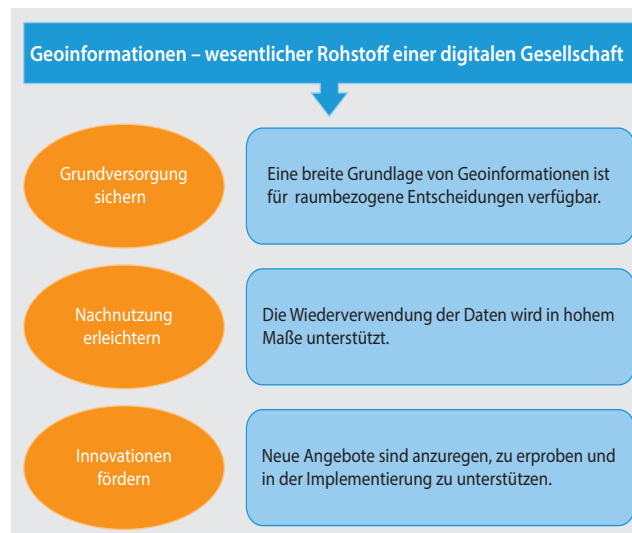 Geoinformationen – wesentlicher Rohstoff einer digitalen Gesellschaft
Grundversorgung
sichern
Eine breite Grundlage von Geoinformationen ist
für raumbezogene Entscheidungen verfügbar.
Nachnutzung
erleichtern
Die Wiederverwendung der Daten wird in hohem
Maße unterstützt.
Innovationen
fördern
Neue Angebote sind anzuregen, zu erproben und
in der Implementierung zu unterstützen.